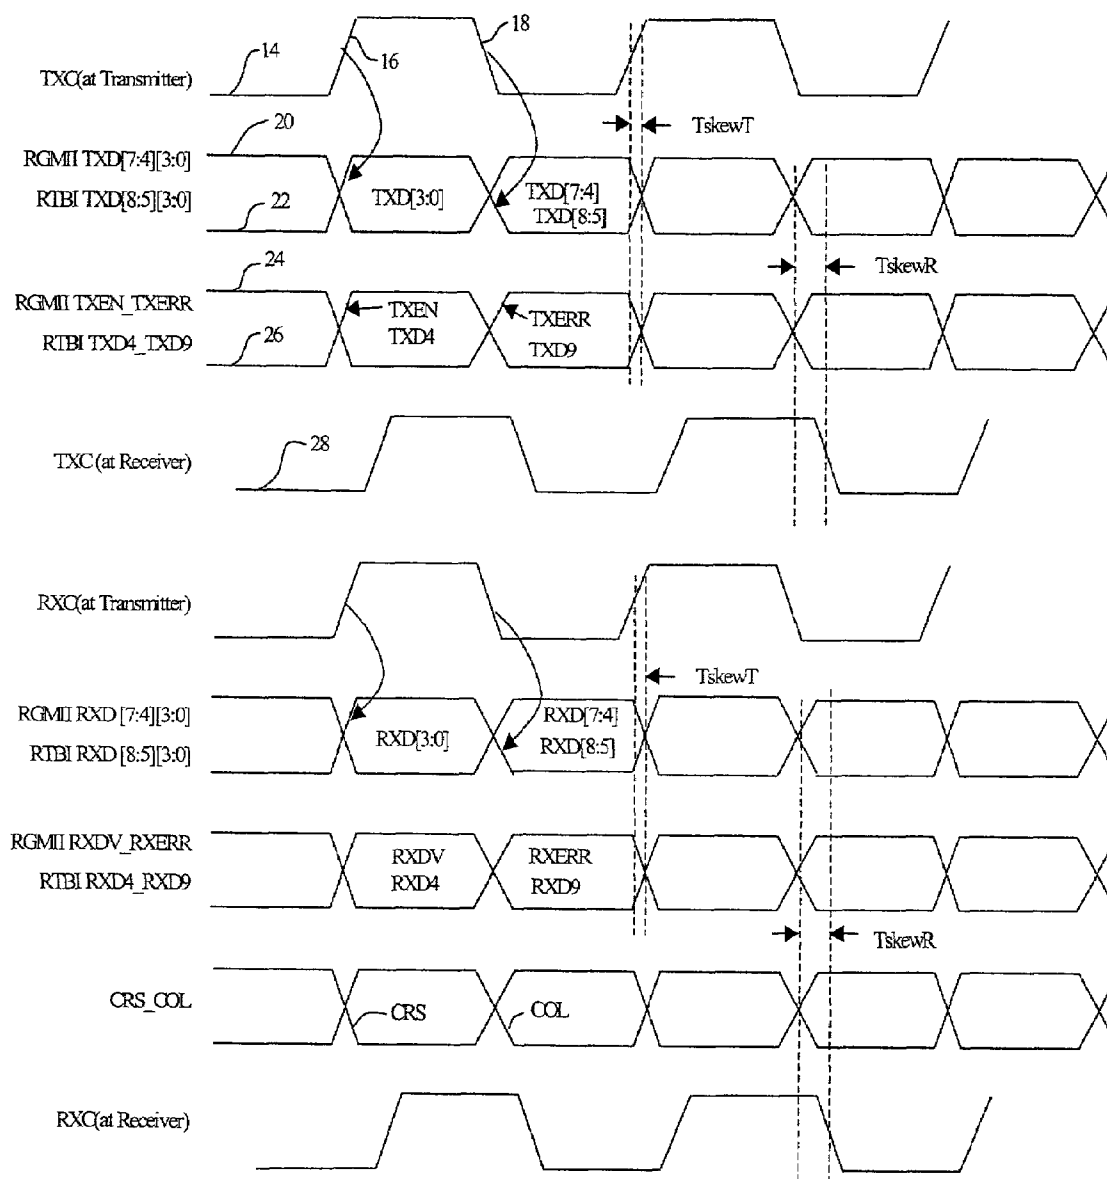 18
14
16
TXC(at Transmitter)
TskewT
20
RGMII TXD[7:4][3:0]
RTBI TXD[8:5][3:0]
22
TXD[3:0]
TXD[7:4]
TXD[8:5]
24
TskewR
RGMII TXEN_TXERR
TXEN
TXERR
RTBI TXD4_TXD9
26
TXD4
TXD9
28
TXC (at Receiver)
RXC(at Transmitter)
TskewT
RGMII RXD [7:4][3:0]
RTBI RXD [8:5][3:0]
RXD[3:0]
RXD[7:4]
RXD[8:5]
RGMII RXDV_RXERR
RTBI RXD4_RXD9
RXDV
RXD4
RXERR
RXD9
TskewR
CRS_COL
CRS
COL
RXC(at Receiver)